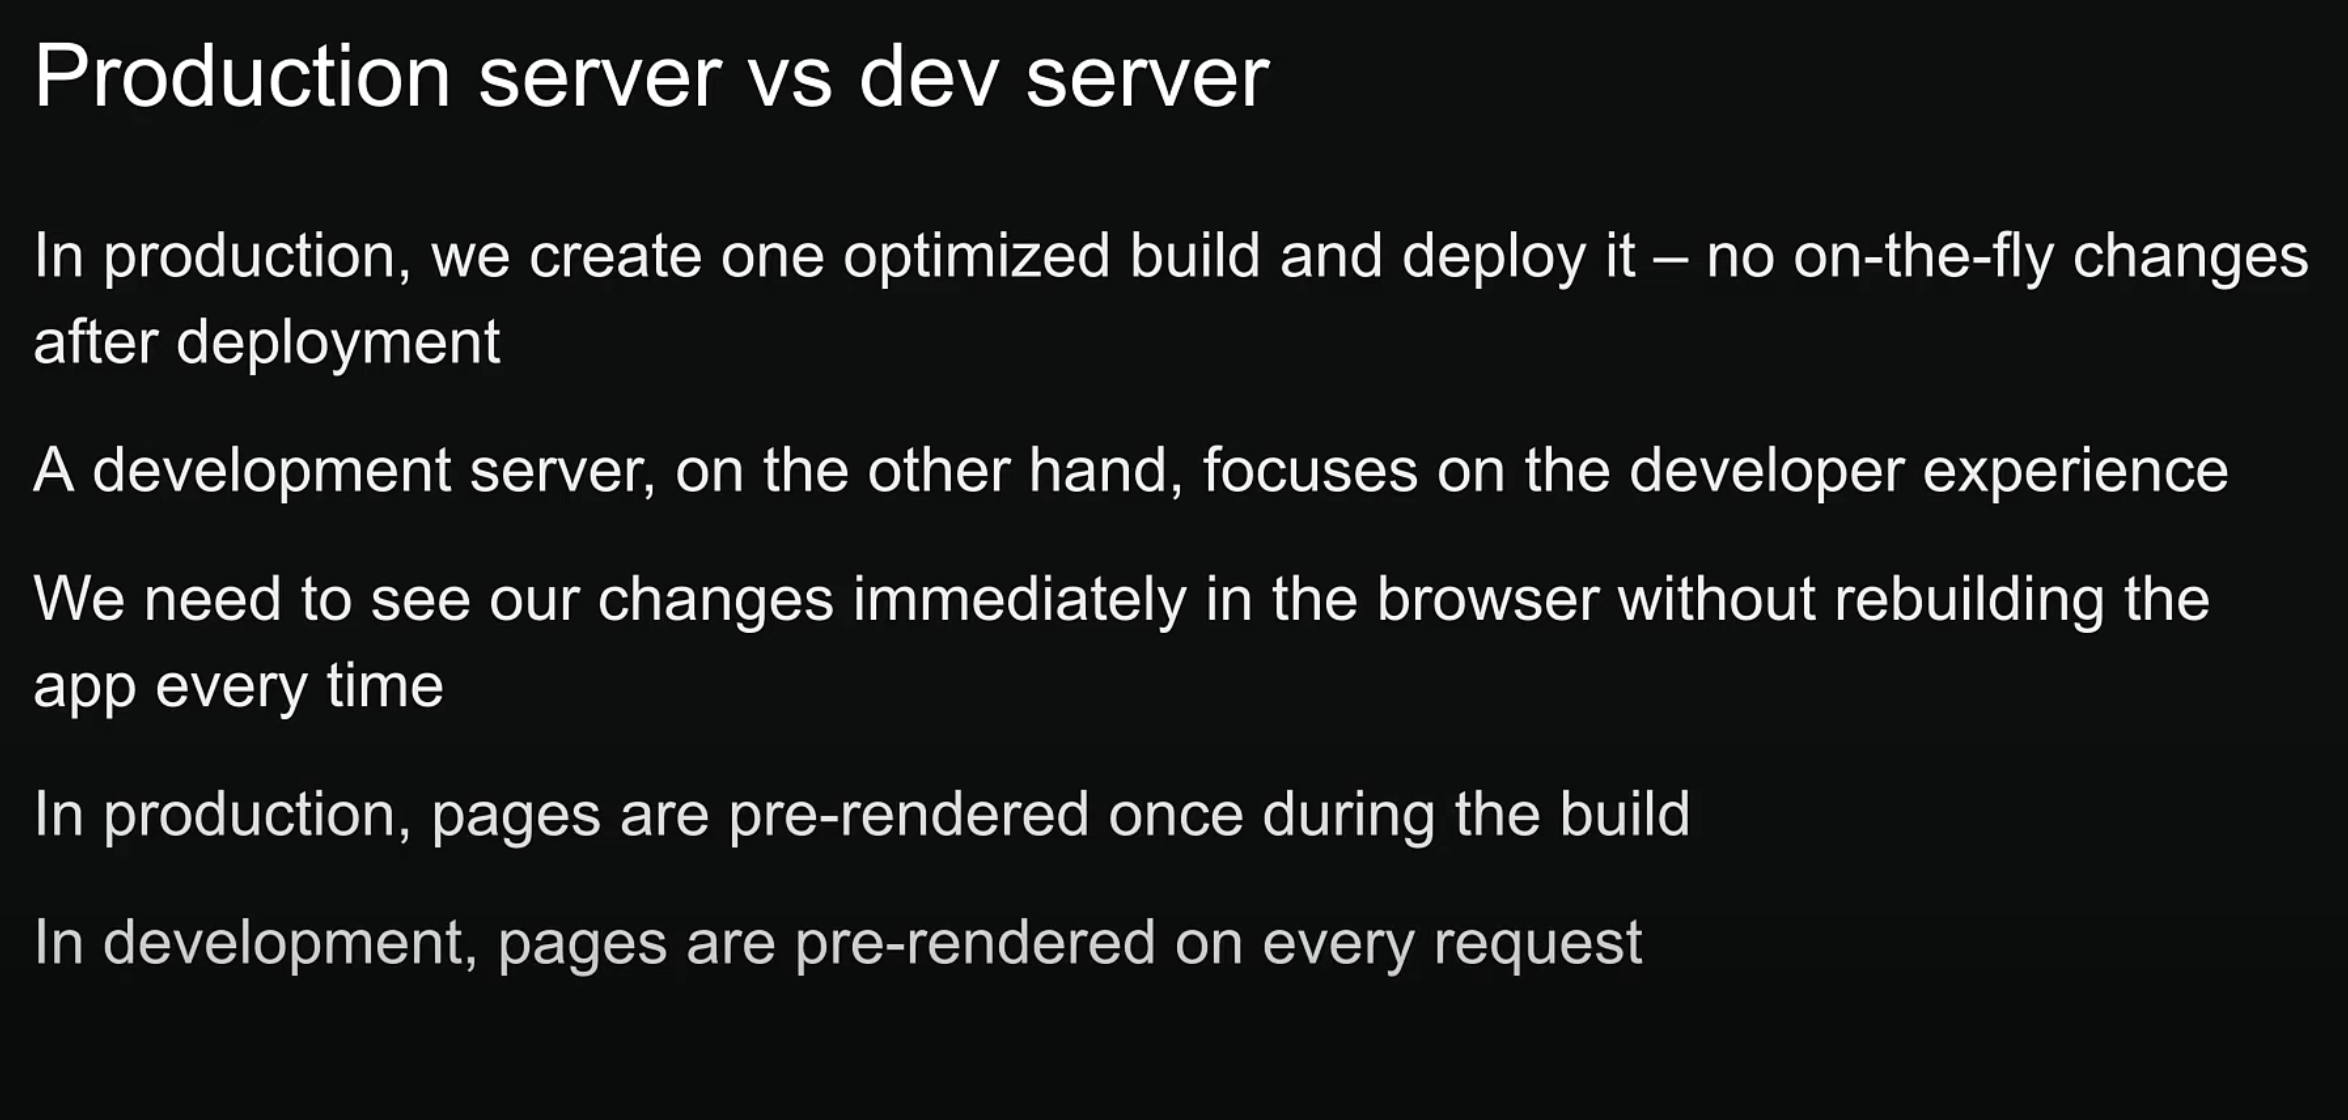 Production server vs dev server
In production, we create one optimized build and deploy it – no on-the-fly changes
after deployment
A development server, on the other hand, focuses on the developer experience
We need to see our changes immediately in the browser without rebuilding the
app every time
In production, pages are pre-rendered once during the build
In development, pages are pre-rendered on every request